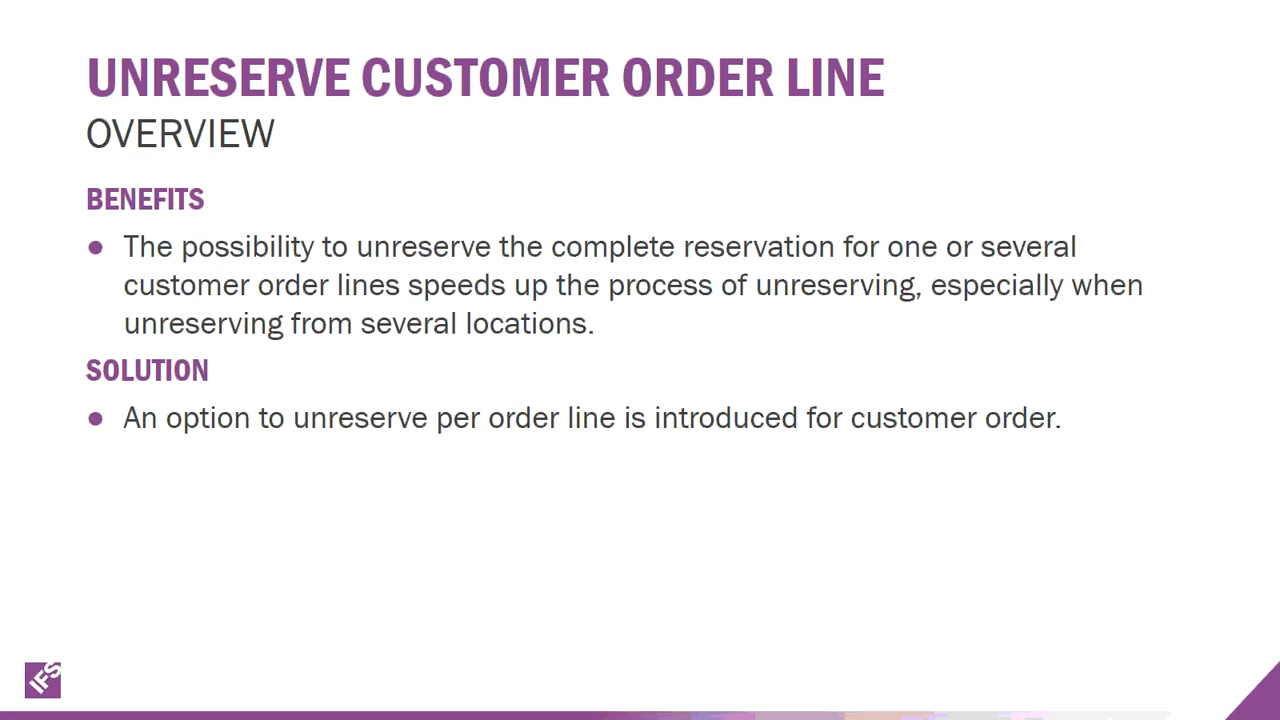 UNRESERVE CUSTOMER ORDER LINE
OVERVIEW
BENEFITS
● The possibility to unreserve the complete reservation for one or several
customer order lines speeds up the process of unreserving, especially when
unreserving from several locations.
SOLUTION
● An option to unreserve per order line is introduced for customer order.
IFS